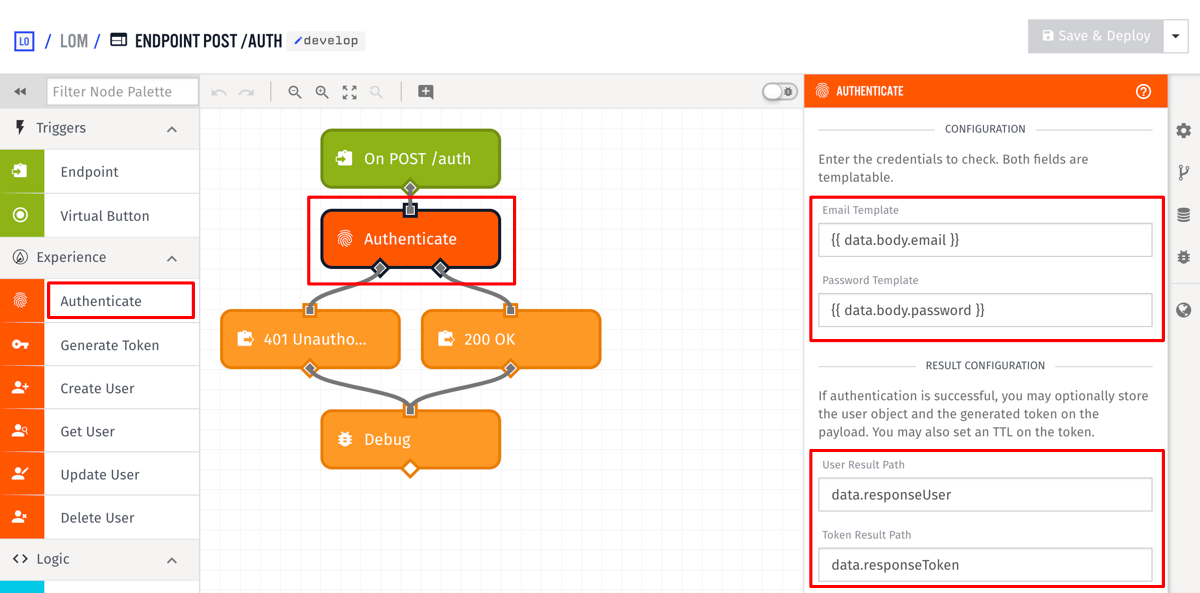 LO / LOM / ENDPOINT POST /AUTH develop
Save & Deploy
Filter Node Palette
Triggers
Endpoint
Virtual Button
Experience
Authenticate
Generate Token
Create User
Get User
Update User
Delete User
Logic
On POST /auth
Authenticate
401 Unautho...
200 OK
Debug
AUTHENTICATE
CONFIGURATION
Enter the credentials to check. Both fields are
templatable.
Email Template
{{ data.body.email }}
Password Template
{{ data.body.password }}
RESULT CONFIGURATION
If authentication is successful, you may optionally store
the user object and the generated token on the
payload. You may also set an TTL on the token.
User Result Path
data.responseUser
Token Result Path
data.responseToken